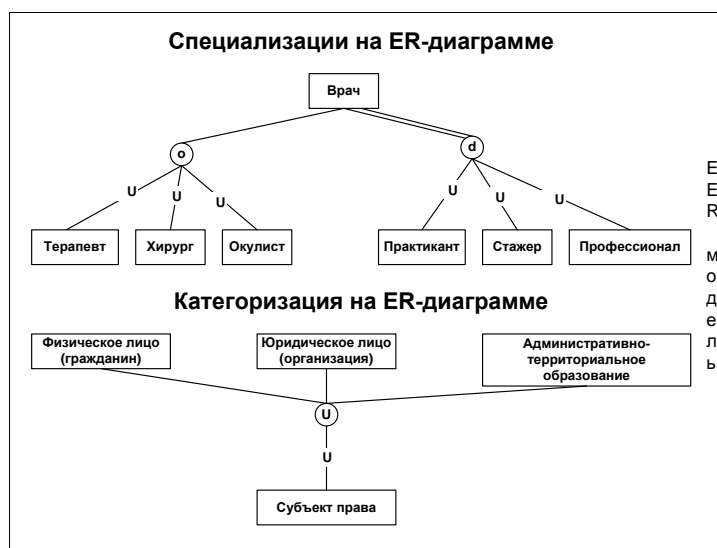 Специализации на ER-диаграмме
Врач
o
d
U
U
U
U
U
U
Терапевт
Хирург
Окулист
Практикант
Стажер
Профессионал
Категоризация на ER-диаграмме
Физическое лицо
(гражданин)
Юридическое лицо
(организация)
Административно-
территориальное
образование
U
U
Субъект права
E
E
R
м
о
д
е
л
ь